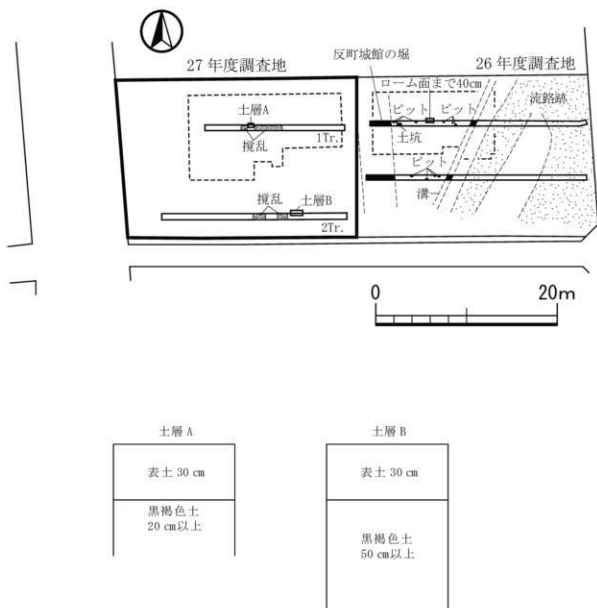 27 年度調査地
反町城館の堀
26 年度調査地
土層A
ローム面まで40cm
ピット
ピット
流路跡
1Tr.
攪乱
土坑
ピット
攪乱
土層B
溝
2Tr.
0
20m
土層 A
土層 B
表土 30 cm
表土 30 cm
黒褐色土
20 cm以上
黒褐色土
50 cm以上